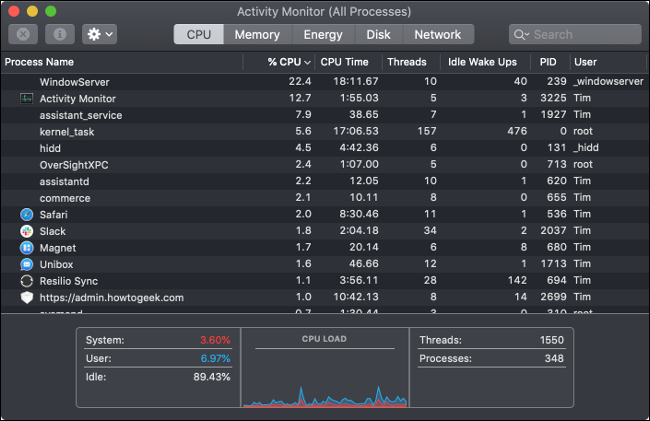 Activity Monitor (All Processes)
CPU Memory Energy Disk Network Search
Process Name % CPU CPU Time Threads Idle Wake Ups PID User
WindowServer 22.4 18:11.67 10 40 239 _windowserver
Activity Monitor 12.7 1:55.03 5 3 3225 Tim
assistant_service 7.9 38.65 7 1 1927 Tim
kernel_task 5.6 17:06.53 157 476 0 root
hidd 4.5 4:42.36 6 0 131 _hidd
OverSightXPC 2.4 1:07.00 5 0 713 root
assistantd 2.2 12.05 10 1 620 Tim
commerce 2.1 10.11 8 0 655 Tim
Safari 2.0 8:30.46 11 1 536 Tim
Slack 1.8 2:04.18 34 2 2037 Tim
Magnet 1.7 20.14 6 8 680 Tim
Unibox 1.6 46.66 12 1 1713 Tim
Resilio Sync 1.1 3:56.11 28 142 694 Tim
https://admin.howtogeek.com 1.0 10:42.13 8 14 2699 Tim
System: 3.60% CPU LOAD Threads: 1550
User: 6.97% Processes: 348
Idle: 89.43%